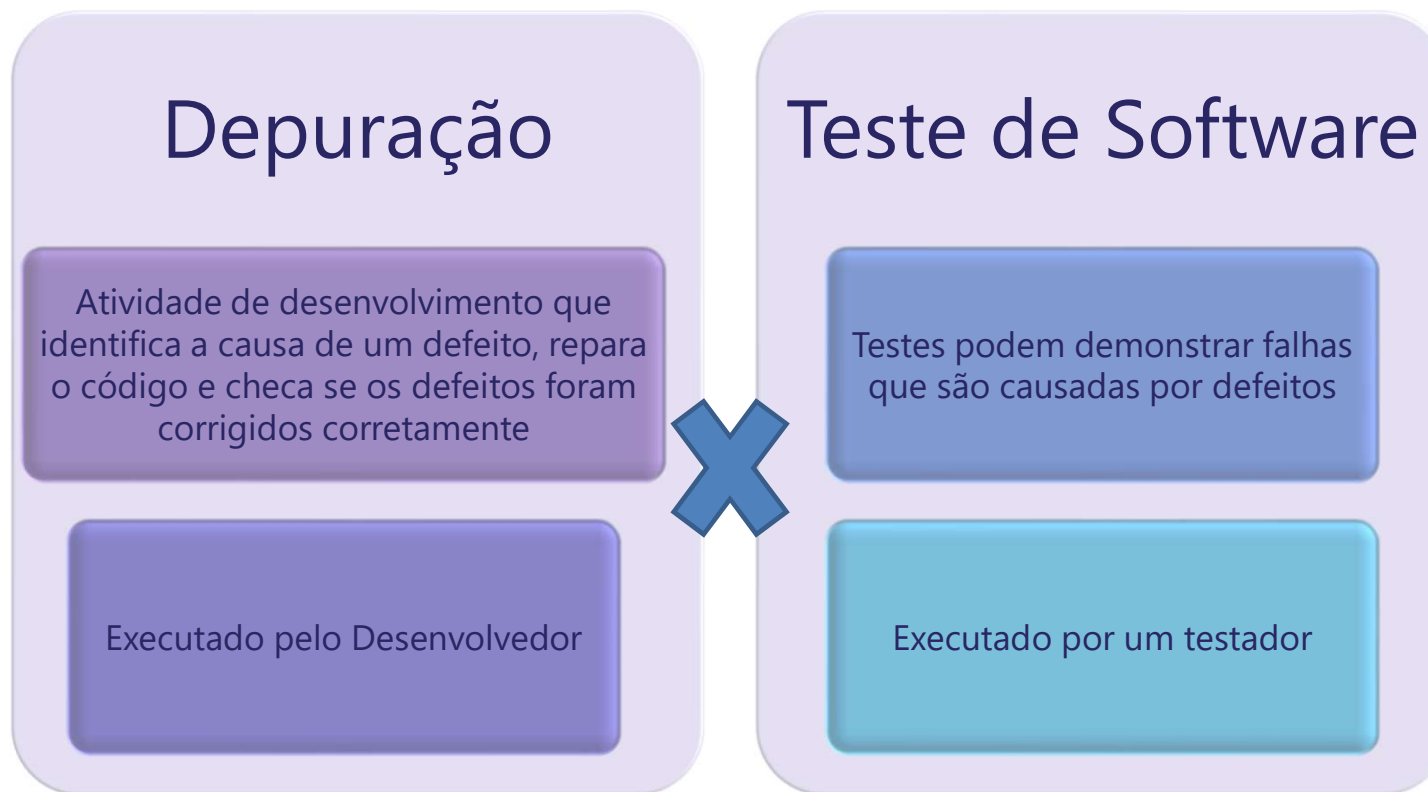 Depuração
Atividade de desenvolvimento que
identifica a causa de um defeito, repara
o código e checa se os defeitos foram
corrigidos corretamente
Executado pelo Desenvolvedor
Teste de Software
Testes podem demonstrar falhas
que são causadas por defeitos
Executado por um testador